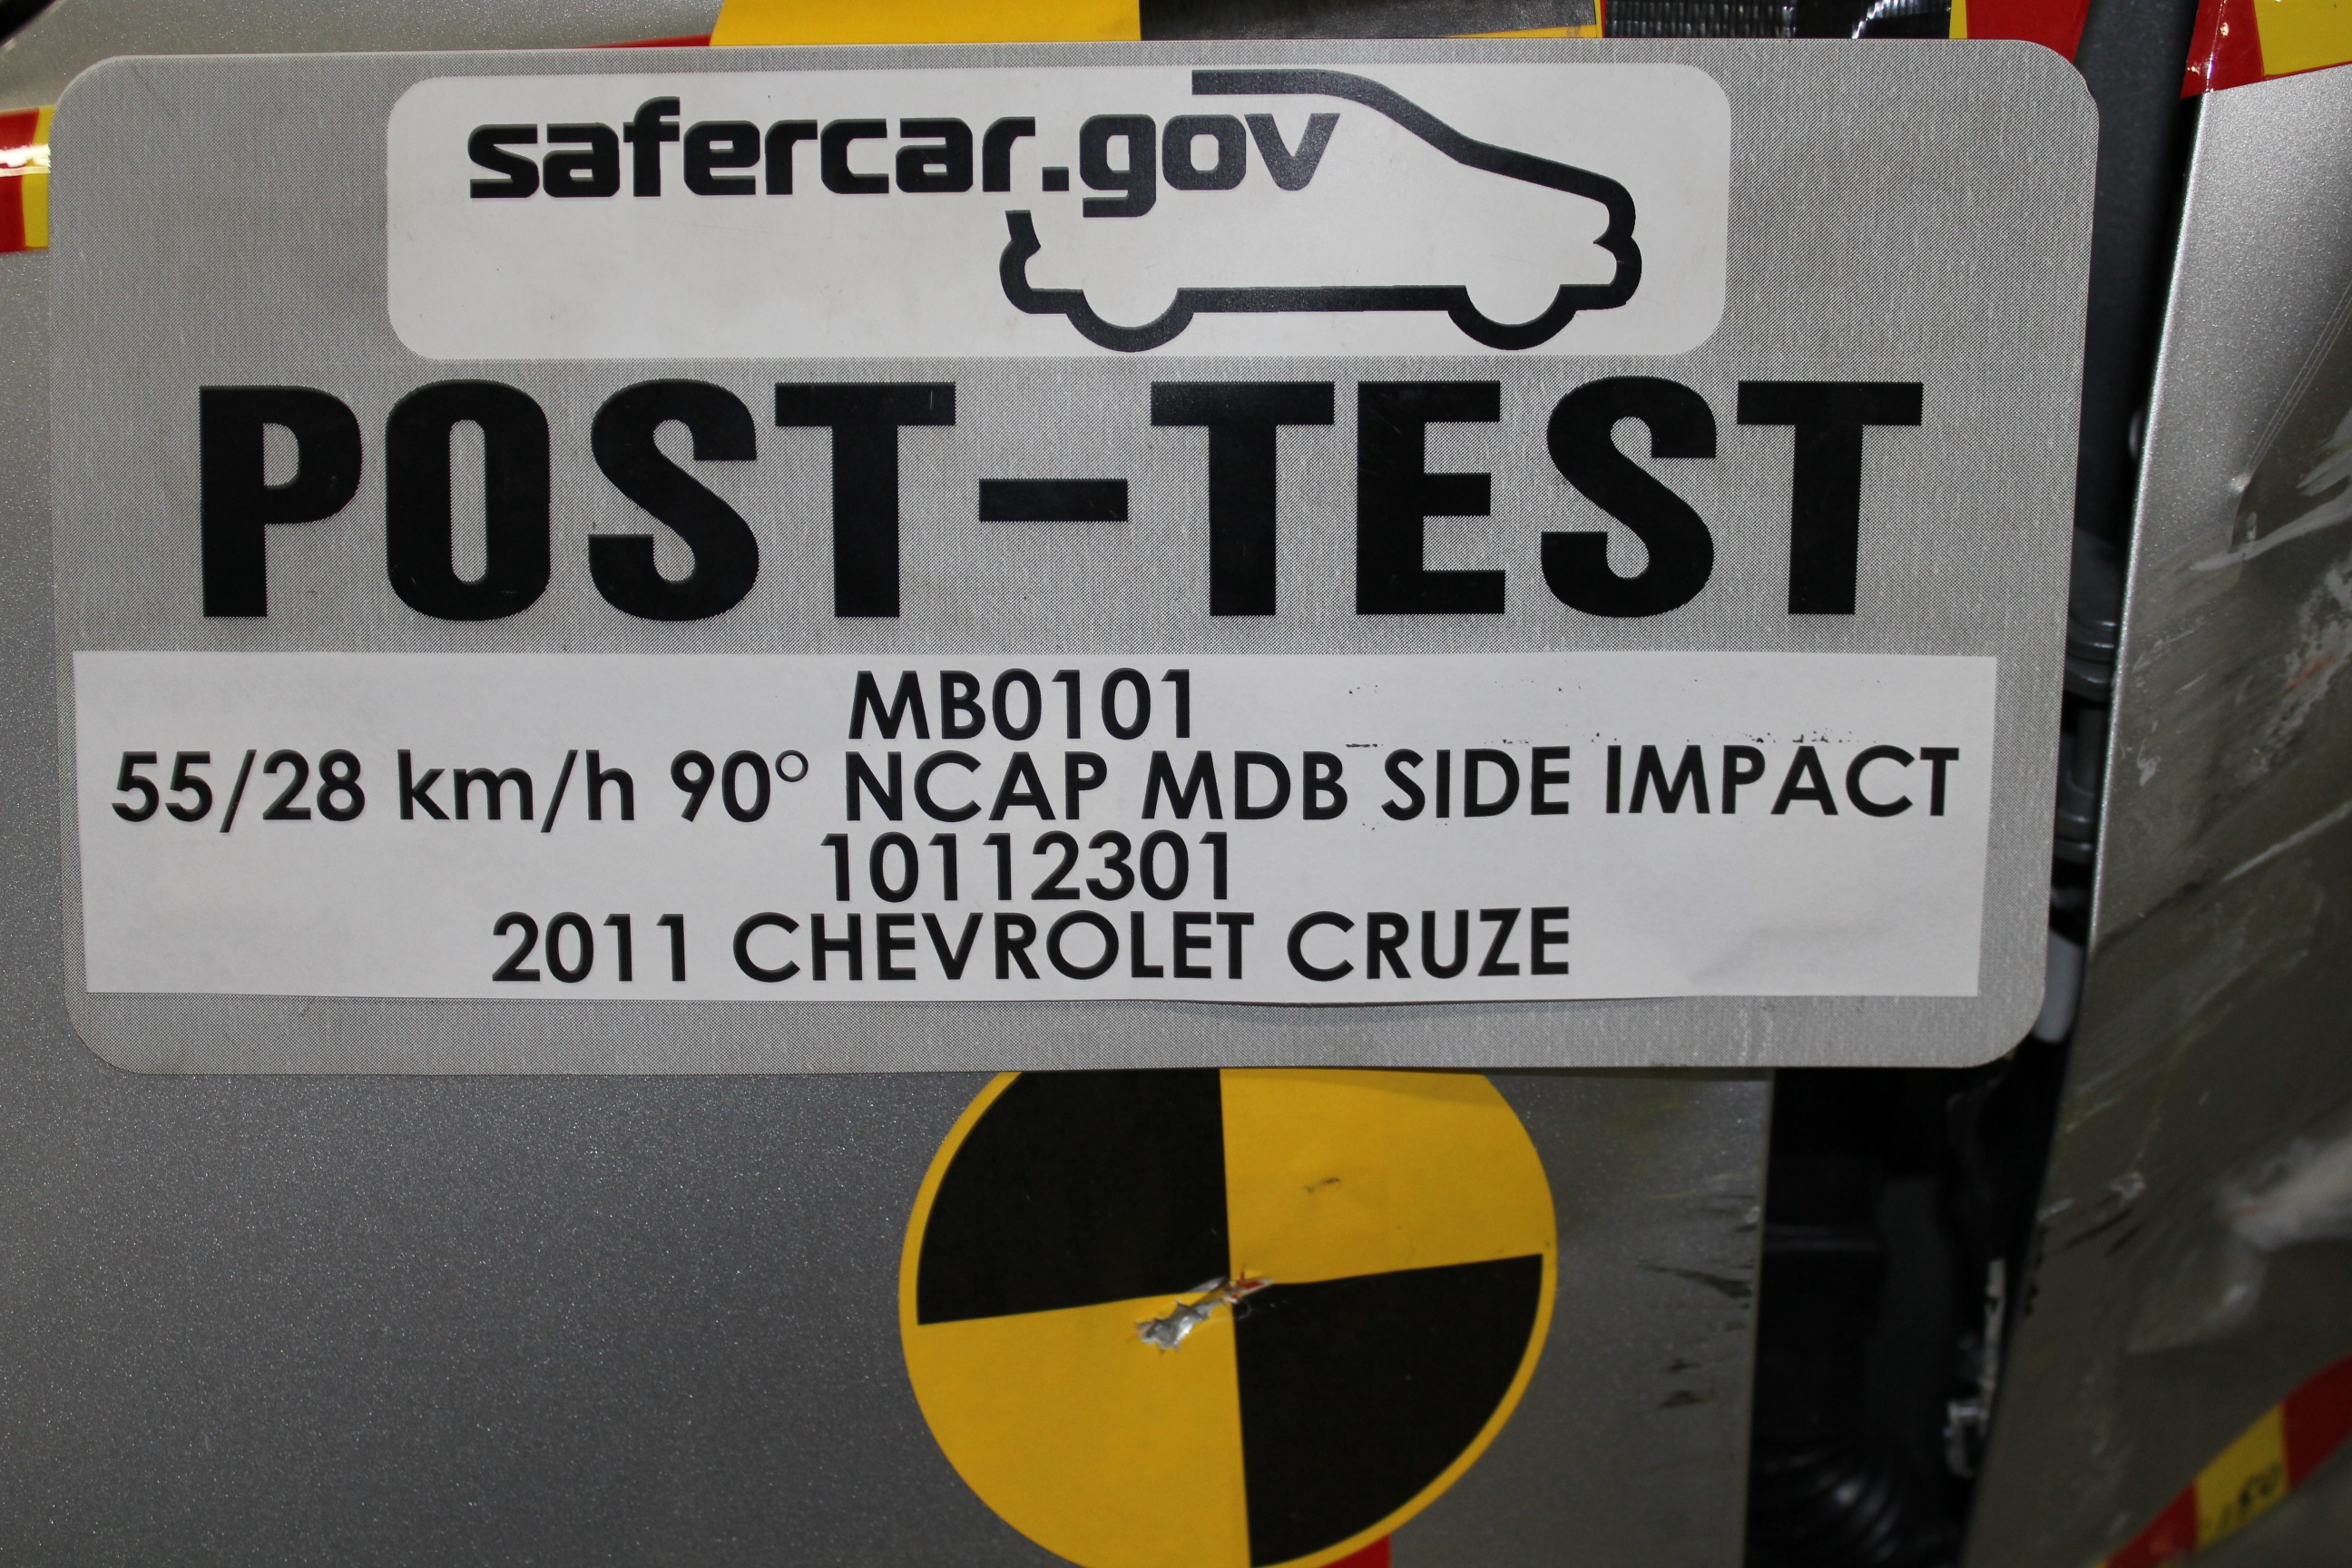 safercar.gov
POST-TEST
MB0101
55/28 km/h 90° NCAP MDB SIDE IMPACT
10112301
2011 CHEVROLET CRUZE